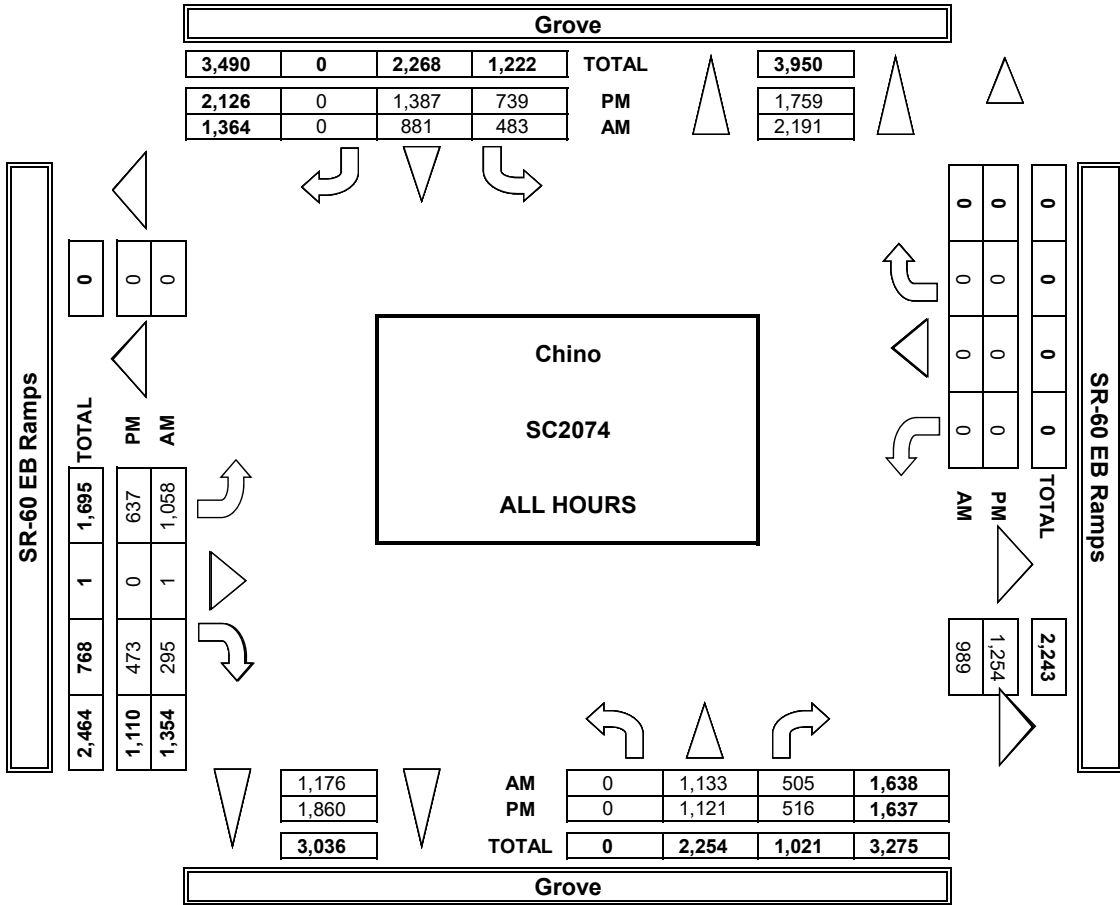 Grove
3,490 0 2,268 1,222 TOTAL 3,950
2,126 0 1,387 739 PM 1,759
1,364 0 881 483 AM 2,191
SR-60 EB Ramps
0 0 0
TOTAL PM AM
1,695 637 1,058
1 0 1
768 473 295
2,464 1,110 1,354
Chino
SC2074
ALL HOURS
0 0 0
0 0 0
0 0 0
0 0 0
AM PM TOTAL
989 1,254 2,243
SR-60 EB Ramps
1,176 AM 0 1,133 505 1,638
1,860 PM 0 1,121 516 1,637
3,036 TOTAL 0 2,254 1,021 3,275
Grove